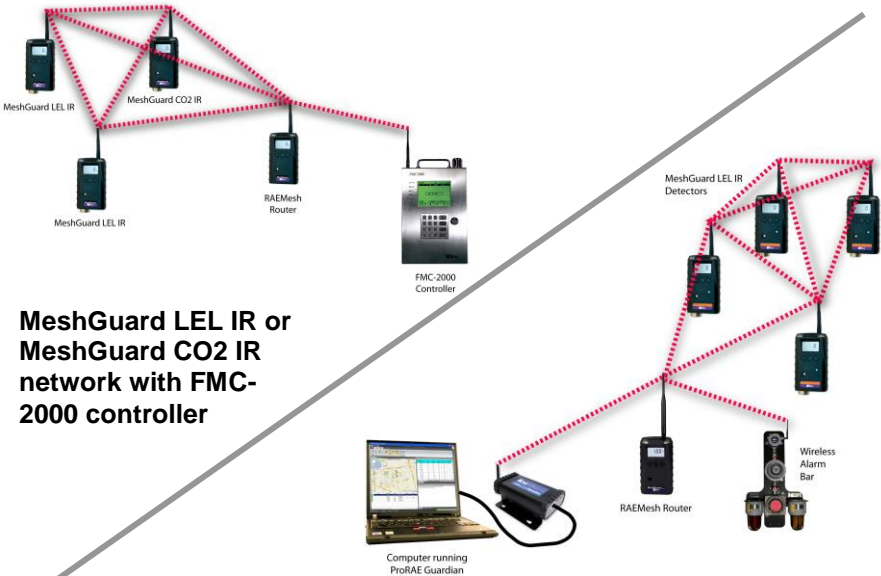 MeshGuard LEL IR
MeshGuard CO2 IR
MeshGuard LEL IR
RAEMesh
Router
FMC-2000
FMC-2000
Controller
MeshGuard LEL IR or
MeshGuard CO2 IR
network with FMC-
2000 controller
MeshGuard LEL IR
Detectors
RAEMesh Router
Wireless
Alarm
Bar
Computer running
ProRAE Guardian